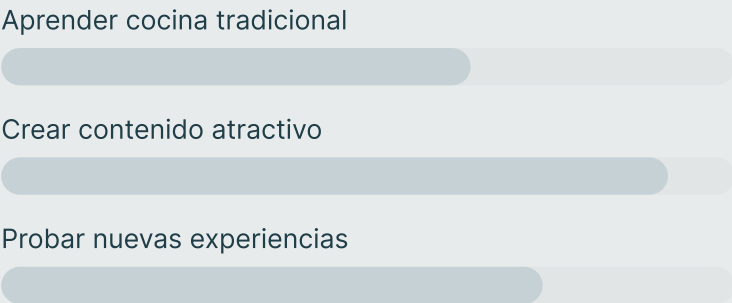 Aprender cocina tradicional
Crear contenido atractivo
Probar nuevas experiencias